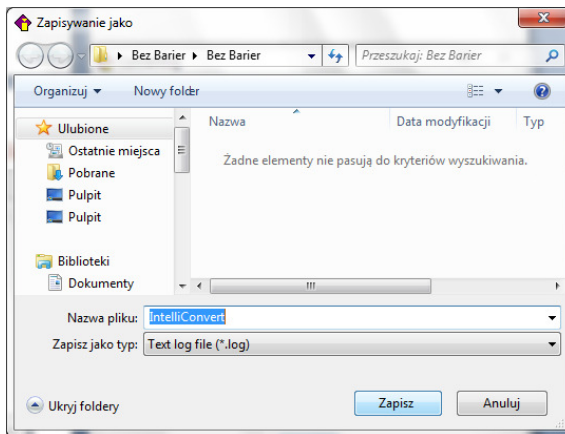 Zapisywanie jako
Bez Barier Bez Barier Przeszukaj: Bez Barier
Organizuj Nowy folder
Ulubione
Ostatnie miejsca
Pobrane
Pulpit
Pulpit
Biblioteki
Dokumenty
Nazwa Data modyfikacji Typ
Żadne elementy nie pasują do kryteriów wyszukiwania.
Nazwa pliku: IntelliConvert
Zapisz jako typ: Text log file (*.log)
Ukryj foldery Zapisz Anuluj